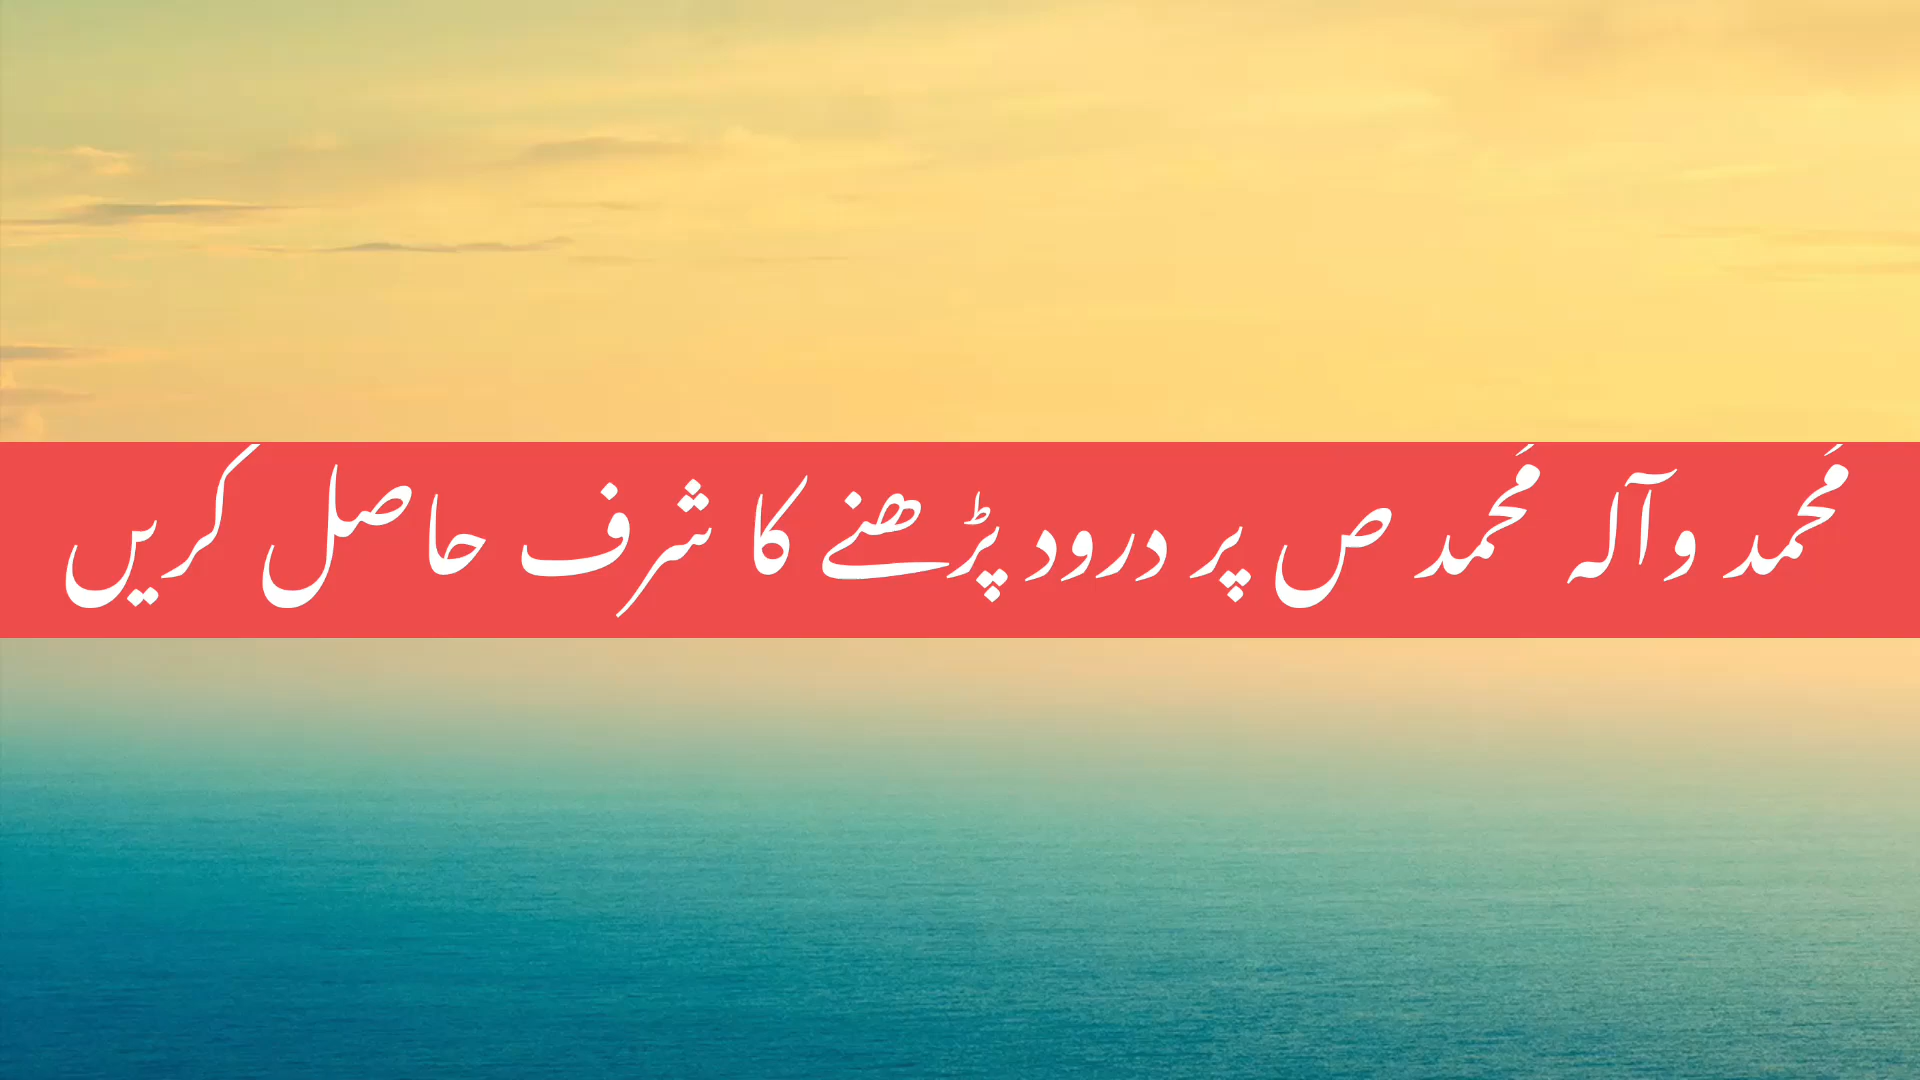 مَحمد وآلہ مَحمد ص پر درود پڑھنے کا شرف حاصل کریں